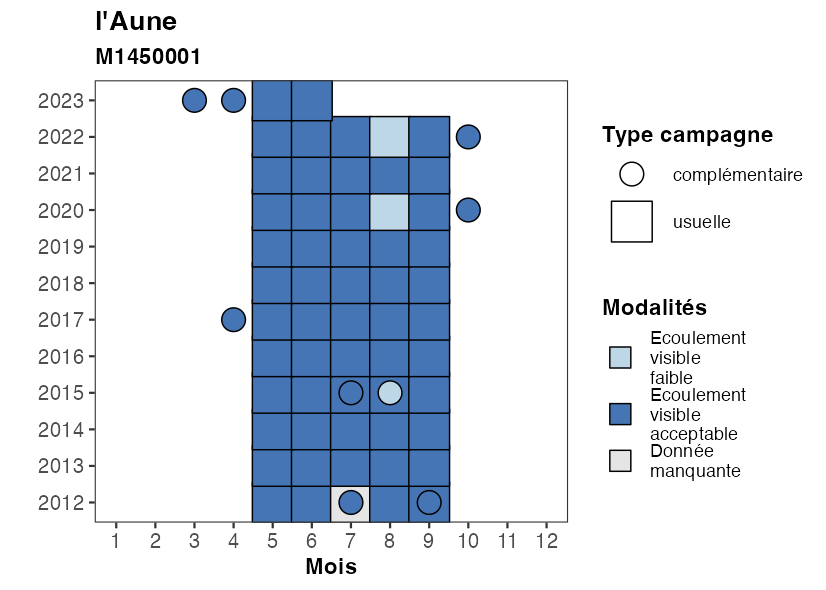 l'Aune
M1450001
2023
2022
2021
2020
2019
2018
2017
2016
2015
2014
2013
2012
1 2 3 4 5 6 7 8 9 10 11 12
Mois
Type campagne
complémentaire
usuelle
Modalités
Ecoulement
visible
faible
Ecoulement
visible
acceptable
Donnée
manquante